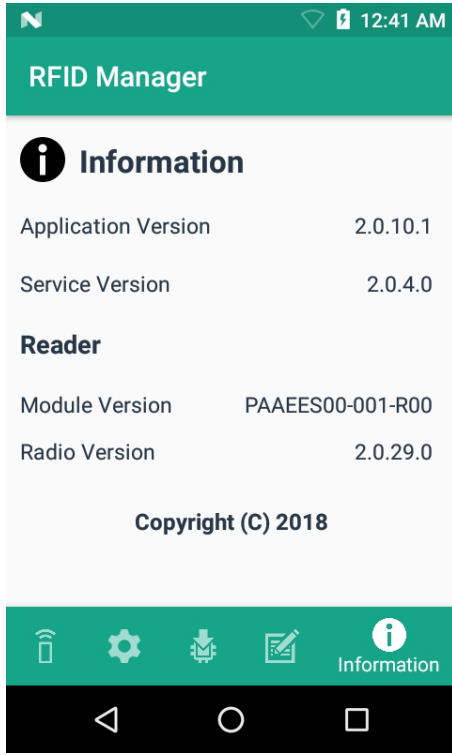 12:41 AM
RFID Manager
Information
Application Version 2.0.10.1
Service Version 2.0.4.0
Reader
Module Version PAAEES00-001-R00
Radio Version 2.0.29.0
Copyright (C) 2018
Information